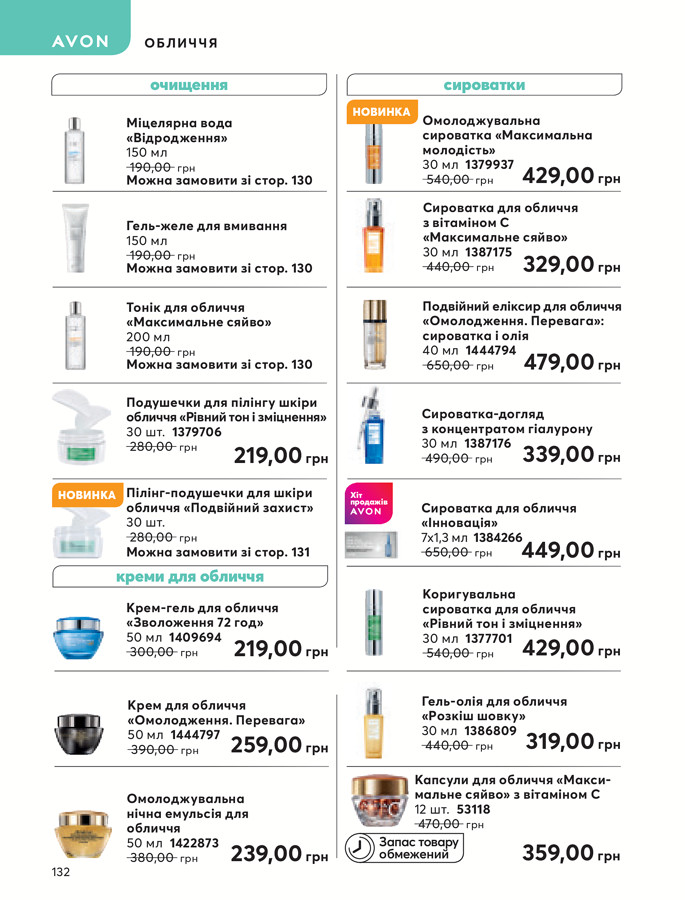 AVON
ОБЛИЧЧЯ
очищення
Міцелярна вода
«Відродження»
150 мл
190,00 грн
Можна замовити зі стор. 130
Гель-желе для вмивання
150 мл
190,00 грн
Можна замовити зі стор. 130
Тонік для обличчя
«Максимальне сяйво»
200 мл
190,00 грн
Можна замовити зі стор. 130
Подушечки для пілінгу шкіри
обличчя «Рівний тон і зміцнення»
30 шт. 1379706
280,00 грн
219,00 грн
НОВИНКА
Пілінг-подушечки для шкіри
обличчя «Подвійний захист»
30 шт.
280,00 грн
Можна замовити зі стор. 131
креми для обличчя
Крем-гель для обличчя
«Зволоження 72 год»
50 мл 1409694
300,00 грн
219,00 грн
Крем для обличчя
«Омолодження. Перевага»
50 мл 1444797
390,00 грн
259,00 грн
Омолоджувальна
нічна емульсія для
обличчя
50 мл 1422873
380,00 грн
239,00 грн
сироватки
НОВИНКА
Омолоджувальна
сироватка «Максимальна
молодість»
30 мл 1379937
540,00 грн
429,00 грн
Сироватка для обличчя
з вітаміном С
«Максимальне сяйво»
30 мл 1387175
440,00 грн
329,00 грн
Подвійний еліксир для обличчя
«Омолодження. Перевага»:
сироватка і олія
40 мл 1444794
650,00 грн
479,00 грн
Сироватка-догляд
з концентратом гіалурону
30 мл 1387176
490,00 грн
339,00 грн
Хіт
продажів
AVON
Сироватка для обличчя
«Інновація»
7х1,3 мл 1384266
650,00 грн
449,00 грн
Коригувальна
сироватка для обличчя
«Рівний тон і зміцнення»
30 мл 1377701
540,00 грн
429,00 грн
Гель-олія для обличчя
«Розкіш шовку»
30 мл 1386809
440,00 грн
319,00 грн
Капсули для обличчя «Макси-
мальне сяйво» з вітаміном С
12 шт. 53118
470,00 грн
Запас товару
обмежений
359,00 грн
132